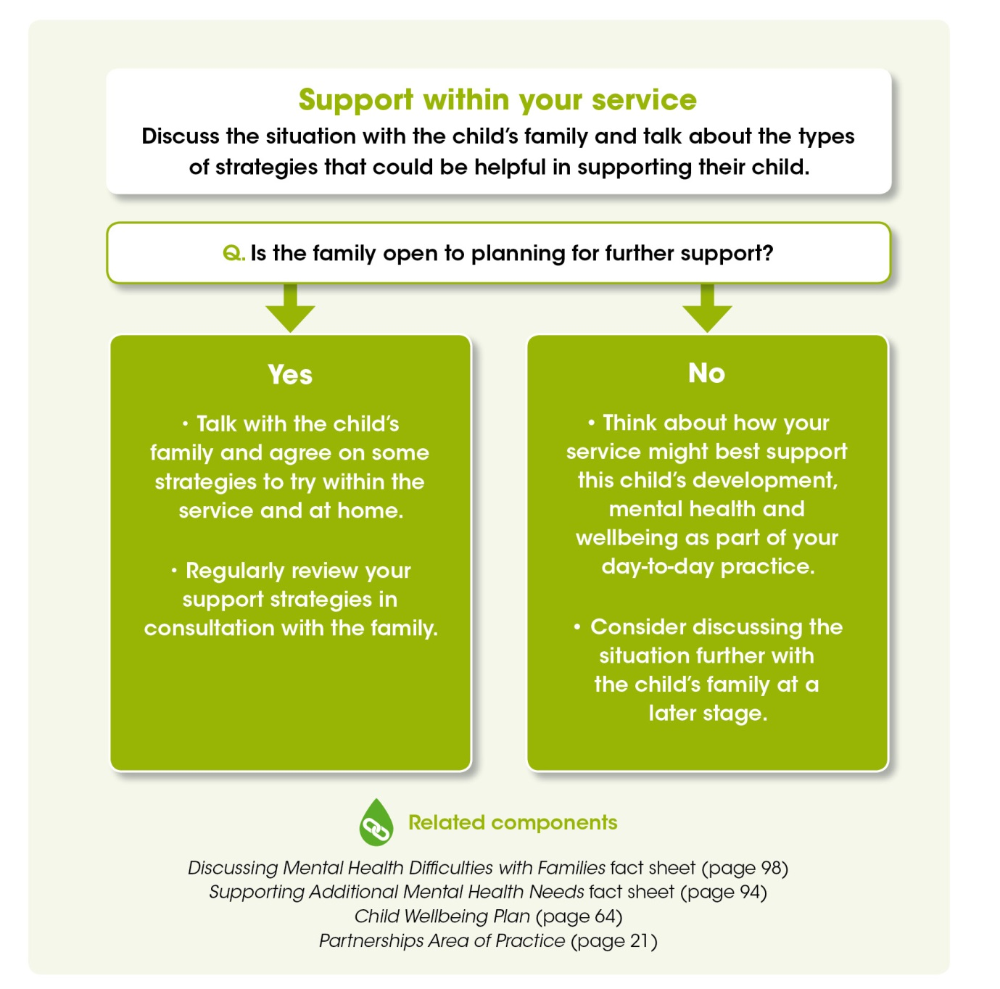 Support within your service
Discuss the situation with the child's family and talk about the types
of strategies that could be helpful in supporting their child.
Q. Is the family open to planning for further support?
Yes
• Talk with the child's
family and agree on some
strategies to try within the
service and at home.
• Regularly review your
support strategies in
consultation with the family.
No
• Think about how your
service might best support
this child's development,
mental health and
wellbeing as part of your
day-to-day practice.
• Consider discussing the
situation further with
the child's family at a
later stage.
Related components
Discussing Mental Health Difficulties with Families fact sheet (page 98)
Supporting Additional Mental Health Needs fact sheet (page 94)
Child Wellbeing Plan (page 64)
Partnerships Area of Practice (page 21)